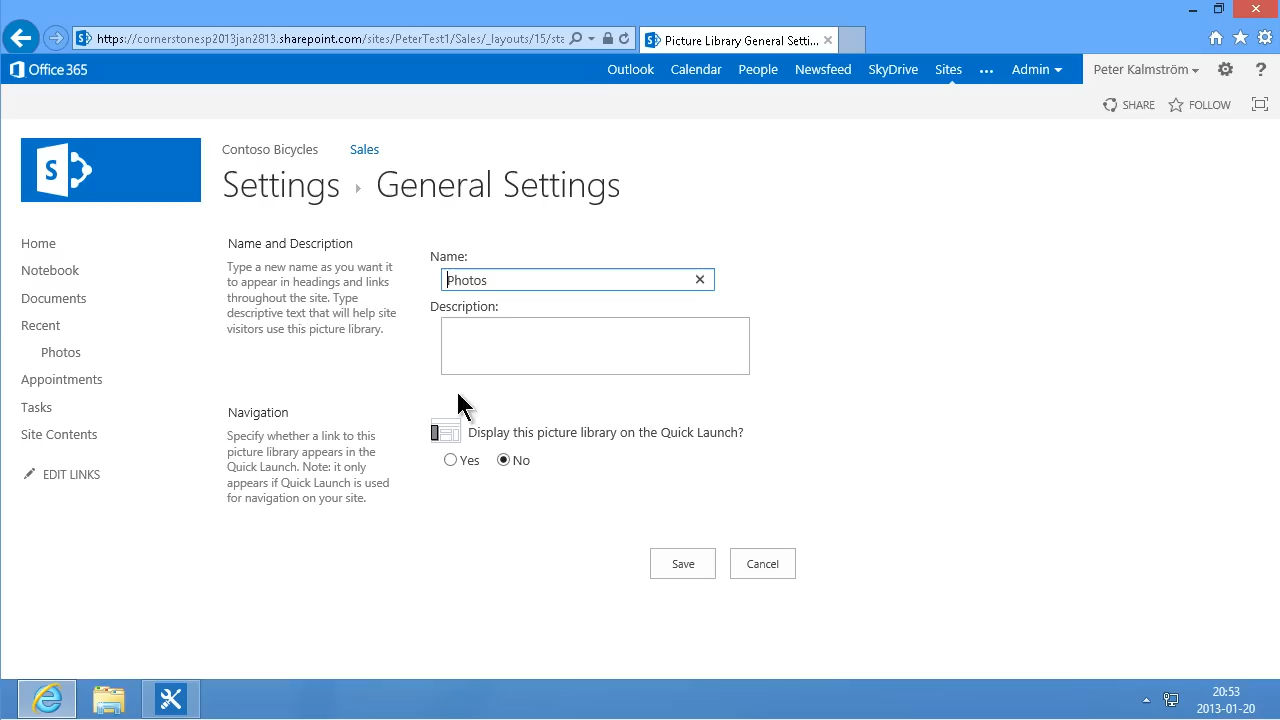 https://cornerstonesp2013jan2813.sharepoint.com/sites/PeterTest1/Sales/_layouts/15/sta
Picture Library General Setti...
Office 365
Outlook
Calendar
People
Newsfeed
SkyDrive
Sites
...
Admin
Peter Kalmström
?
SHARE
FOLLOW
S
Contoso Bicycles
Sales
Settings
General Settings
Home
Notebook
Documents
Recent
Photos
Appointments
Tasks
Site Contents
EDIT LINKS
Name and Description
Type a new name as you want it
to appear in headings and links
throughout the site. Type
descriptive text that will help site
visitors use this picture library.
Name:
Photos
Description:
Navigation
Specify whether a link to this
picture library appears in the
Quick Launch. Note: it only
appears if Quick Launch is used
for navigation on your site.
Display this picture library on the Quick Launch?
Yes
No
Save
Cancel
20:53
2013-01-20